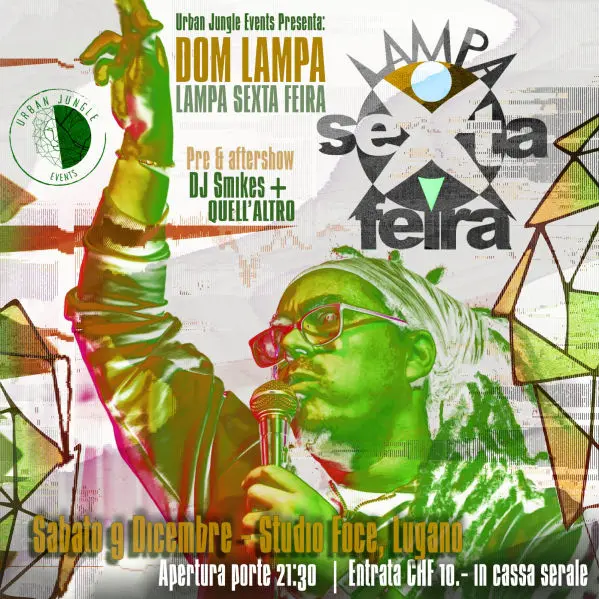 Urban Jungle Events Presenta:
DOM LAMPA
LAMPA SEXTA FEIRA
URBAN JUNGLE
EVENTS
LAMPA
sexta
feira
Pre & aftershow
DJ Smikes +
QUELL'ALTRO
Sabato 9 Dicembre - Studio Foce, Lugano
Apertura porte 21:30 | Entrata CHF 10.- in cassa serale